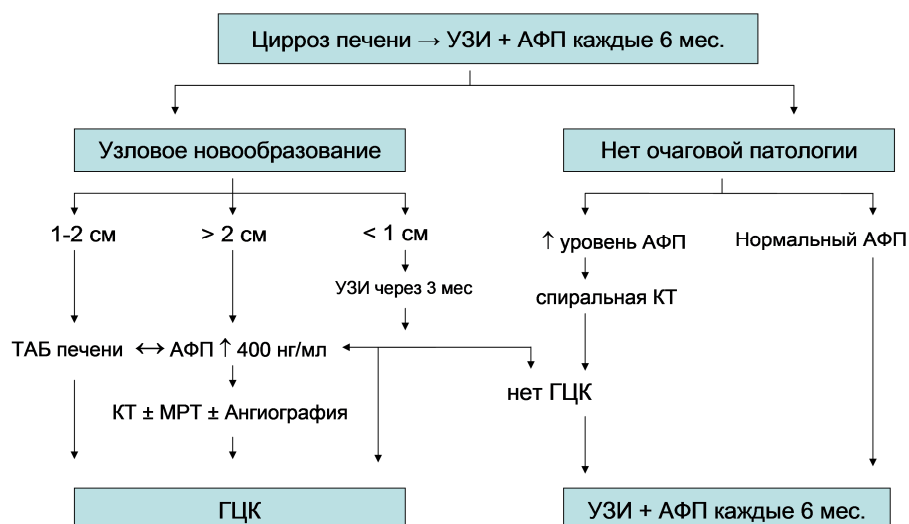 Цирроз печени → УЗИ + АФП каждые 6 мес.
Узловое новообразование
Нет очаговой патологии
1-2 см
> 2 см
< 1 см
↑ уровень АФП
Нормальный АФП
УЗИ через 3 мес
спиральная КТ
ТАБ печени ↔ АФП ↑ 400 нг/мл
нет ГЦК
КТ ± МРТ ± Ангиография
ГЦК
УЗИ + АФП каждые 6 мес.